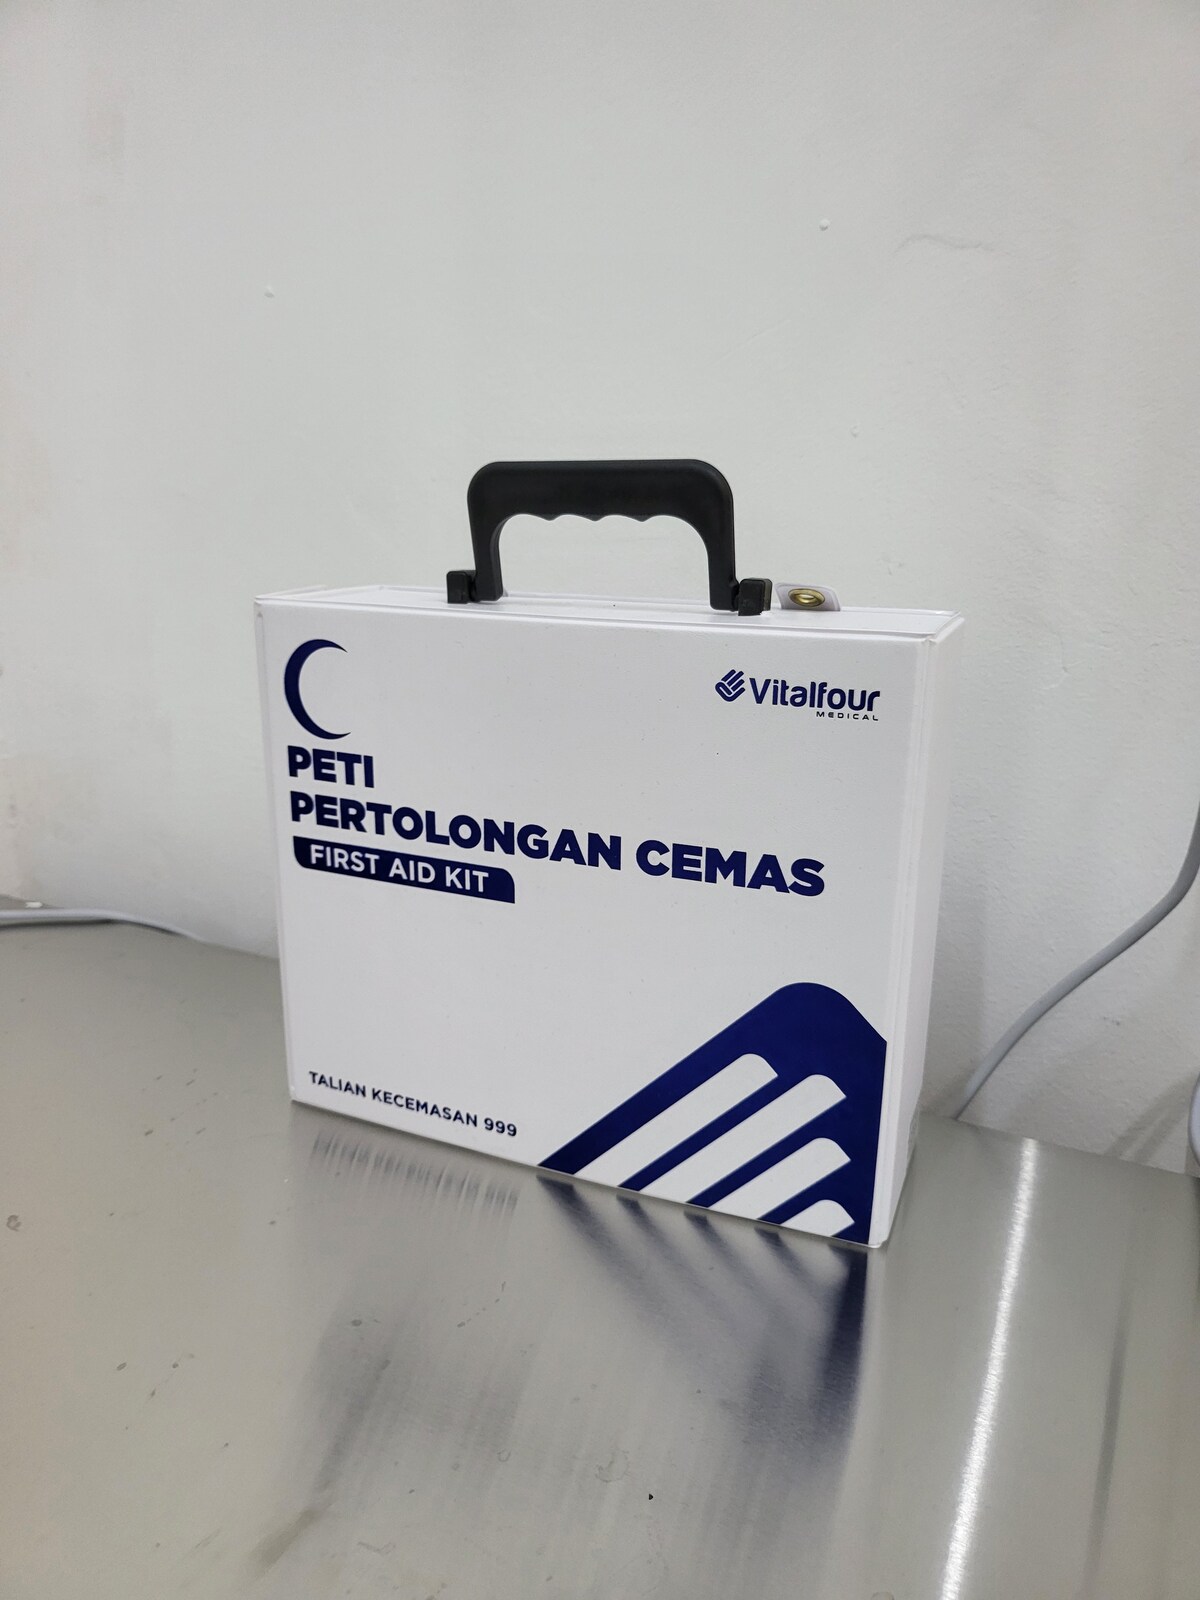 Vitalfour
MEDICAL
PETI
PERTOLONGAN CEMAS
FIRST AID KIT
TALIAN KECEMASAN 999